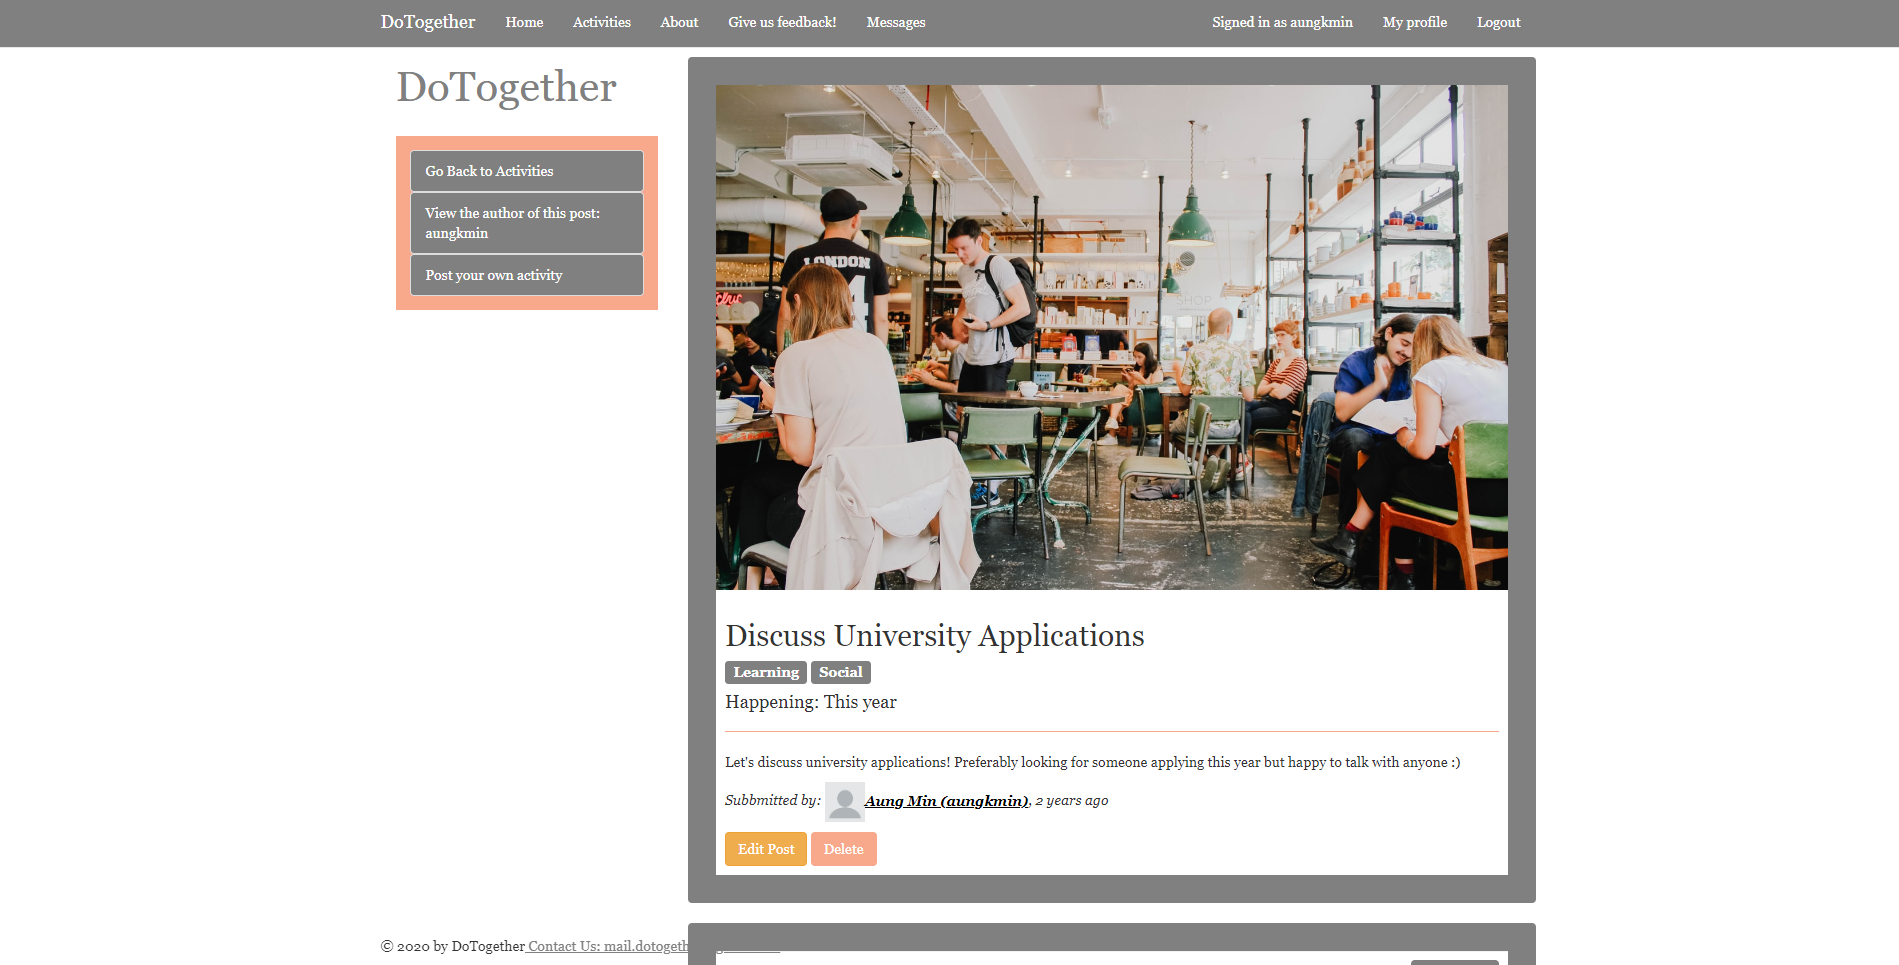 DoTogether Home Activities About Give us feedback! Messages Signed in as aungkmin My profile Logout
DoTogether
Go Back to Activities
View the author of this post:
aungkmin
Post your own activity
LONDON
SHOP
Discuss University Applications
Learning Social
Happening: This year
Let's discuss university applications! Preferably looking for someone applying this year but happy to talk with anyone :)
Subbmitted by: Aung Min (aungkmin), 2 years ago
Edit Post Delete
© 2020 by DoTogether Contact Us: